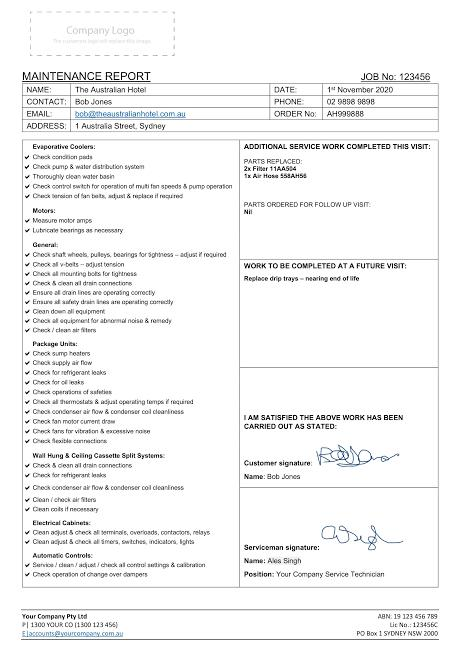 Company Logo
The customers logo will replace this image
MAINTENANCE REPORT
JOB No: 123456
NAME: The Australian Hotel DATE: 1st November 2020
CONTACT: Bob Jones PHONE: 02 9898 9898
EMAIL: bob@theaustralianhotel.com.au ORDER No: AH999888
ADDRESS: 1 Australia Street, Sydney
Evaporative Coolers:
✓ Check condition pads
✓ Check pump & water distribution system
✓ Thoroughly clean water basin
✓ Check control switch for operation of multi fan speeds & pump operation
✓ Check tension of fan belts, adjust & replace if required
Motors:
✓ Measure motor amps
✓ Lubricate bearings as necessary
General:
✓ Check shaft wheels, pulleys, bearings for tightness – adjust if required
✓ Check all v-belts – adjust tension
✓ Check all mounting bolts for tightness
✓ Check & clean all drain connections
✓ Ensure all drain lines are operating correctly
✓ Ensure all safety drain lines are operating correctly
✓ Clean down all equipment
✓ Check all equipment for abnormal noise & remedy
✓ Check / clean air filters
Package Units:
✓ Check sump heaters
✓ Check supply air flow
✓ Check for refrigerant leaks
✓ Check for oil leaks
✓ Check operations of safeties
✓ Check all thermostats & adjust operating temps if required
✓ Check condenser air flow & condenser coil cleanliness
✓ Check fan motor current draw
✓ Check fans for vibration & excessive noise
✓ Check flexible connections
Wall Hung & Ceiling Cassette Split Systems:
✓ Check & clean all drain connections
✓ Check for refrigerant leaks
✓ Check condenser air flow & condenser coil cleanliness
✓ Clean / check air filters
✓ Clean coils if necessary
Electrical Cabinets:
✓ Clean adjust & check all terminals, overloads, contactors, relays
✓ Clean adjust & check all timers, switches, indicators, lights
Automatic Controls:
✓ Service / clean / adjust / check all control settings & calibration
✓ Check operation of change over dampers
ADDITIONAL SERVICE WORK COMPLETED THIS VISIT:
PARTS REPLACED:
2x Filter 11AA504
1x Air Hose 558AH56
PARTS ORDERED FOR FOLLOW UP VISIT:
Nil
WORK TO BE COMPLETED AT A FUTURE VISIT:
Replace drip trays – nearing end of life
I AM SATISFIED THE ABOVE WORK HAS BEEN
CARRIED OUT AS STATED:
Customer signature:
Name: Bob Jones
Serviceman signature:
Name: Ales Singh
Position: Your Company Service Technician
Your Company Pty Ltd
P| 1300 YOUR CO (1300 123 456)
E|accounts@yourcompany.com.au
ABN: 19 123 456 789
Lic No.: 123456C
PO Box 1 SYDNEY NSW 2000